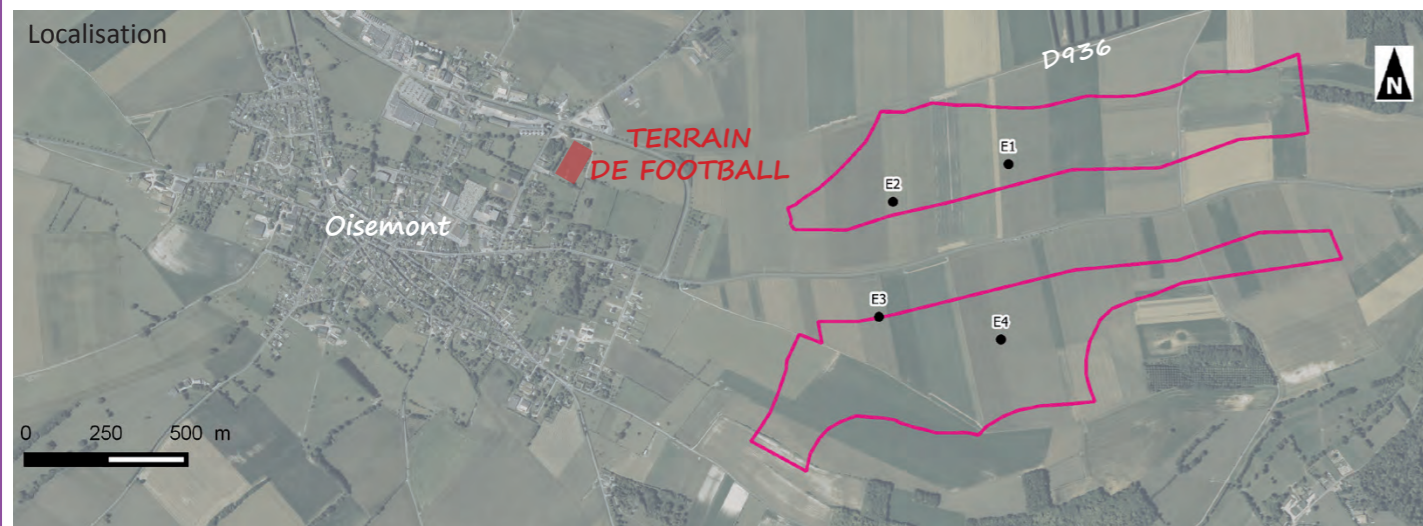 Localisation
D936
N
TERRAIN
DE FOOTBALL
E1
E2
Oisemont
E3
E4
0 250 500 m